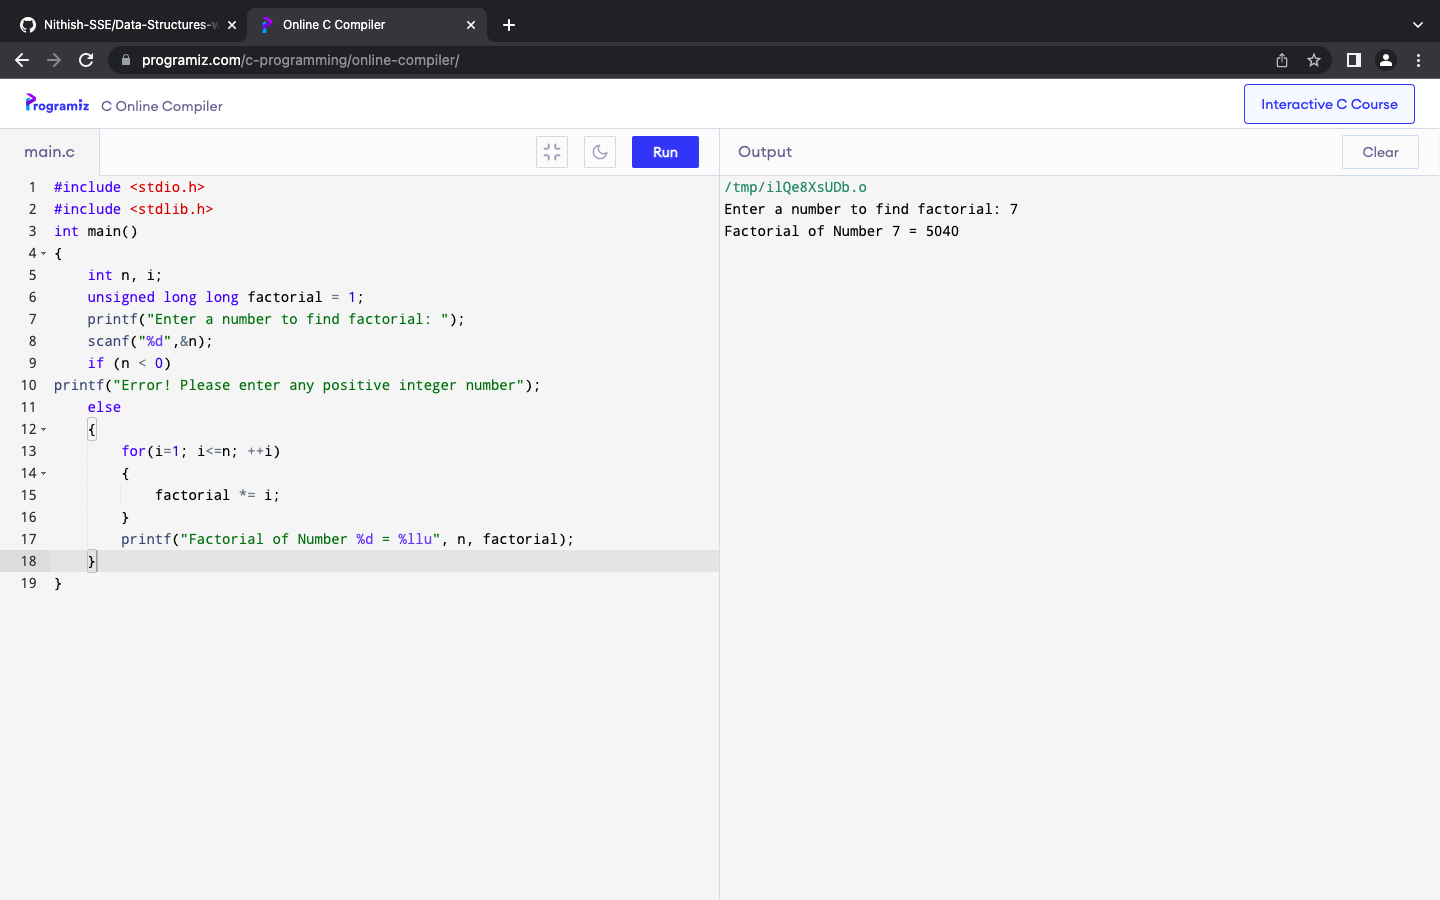 Nithish-SSE/Data-Structures-
Online C Compiler
programiz.com/c-programming/online-compiler/
Programiz C Online Compiler
Interactive C Course
main.c
Run
Output
Clear
1 #include <stdio.h>
2 #include <stdlib.h>
3 int main()
4 {
5     int n, i;
6     unsigned long long factorial = 1;
7     printf("Enter a number to find factorial: ");
8     scanf("%d",&n);
9     if (n < 0)
10 printf("Error! Please enter any positive integer number");
11     else
12     {
13         for(i=1; i<=n; ++i)
14         {
15             factorial *= i;
16         }
17         printf("Factorial of Number %d = %llu", n, factorial);
18     }
19 }
/tmp/ilQe8XsUDb.o
Enter a number to find factorial: 7
Factorial of Number 7 = 5040